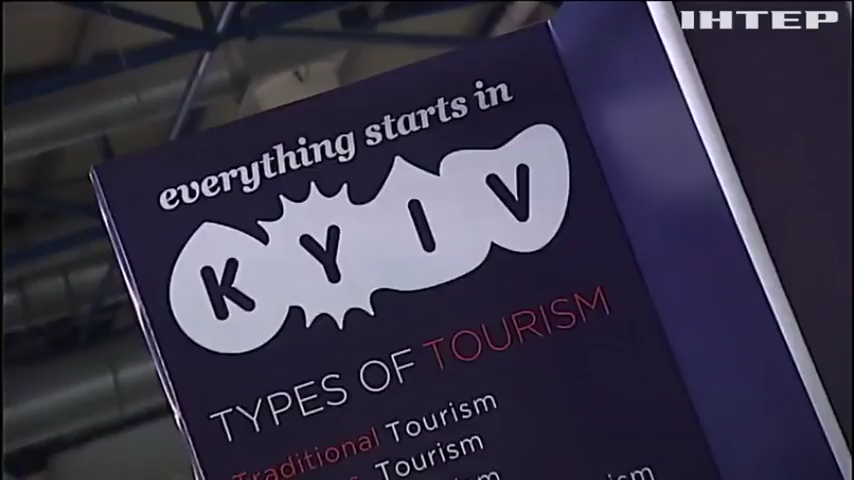 ІНТЕР
everything starts in
KYIV
TYPES OF TOURISM
Traditional Tourism
Tourism